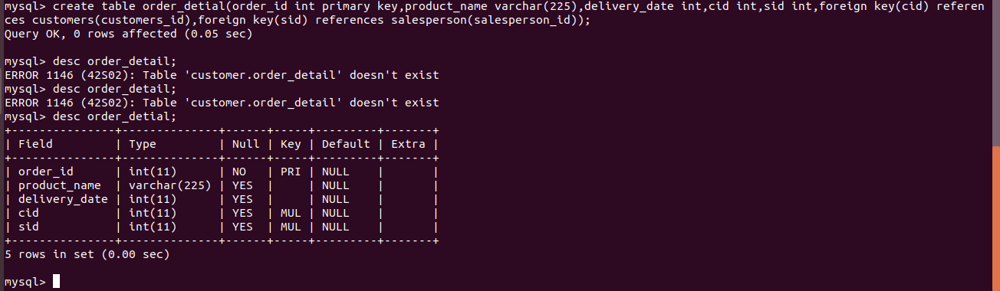 mysql> create table order_detial(order_id int primary key,product_name varchar(225),delivery_date int,cid int,sid int,foreign key(cid) referen
ces customers(customers_id),foreign key(sid) references salesperson(salesperson_id));
Query OK, 0 rows affected (0.05 sec)
mysql> desc order_detail;
ERROR 1146 (42S02): Table 'customer.order_detail' doesn't exist
mysql> desc order_detail;
ERROR 1146 (42S02): Table 'customer.order_detail' doesn't exist
mysql> desc order_detial;
+---------------+--------------+------+-----+---------+-------+
| Field         | Type         | Null | Key | Default | Extra |
+---------------+--------------+------+-----+---------+-------+
| order_id      | int(11)      | NO   | PRI | NULL    |       |
| product_name  | varchar(225) | YES  |     | NULL    |       |
| delivery_date | int(11)      | YES  |     | NULL    |       |
| cid           | int(11)      | YES  | MUL | NULL    |       |
| sid           | int(11)      | YES  | MUL | NULL    |       |
+---------------+--------------+------+-----+---------+-------+
5 rows in set (0.00 sec)
mysql>